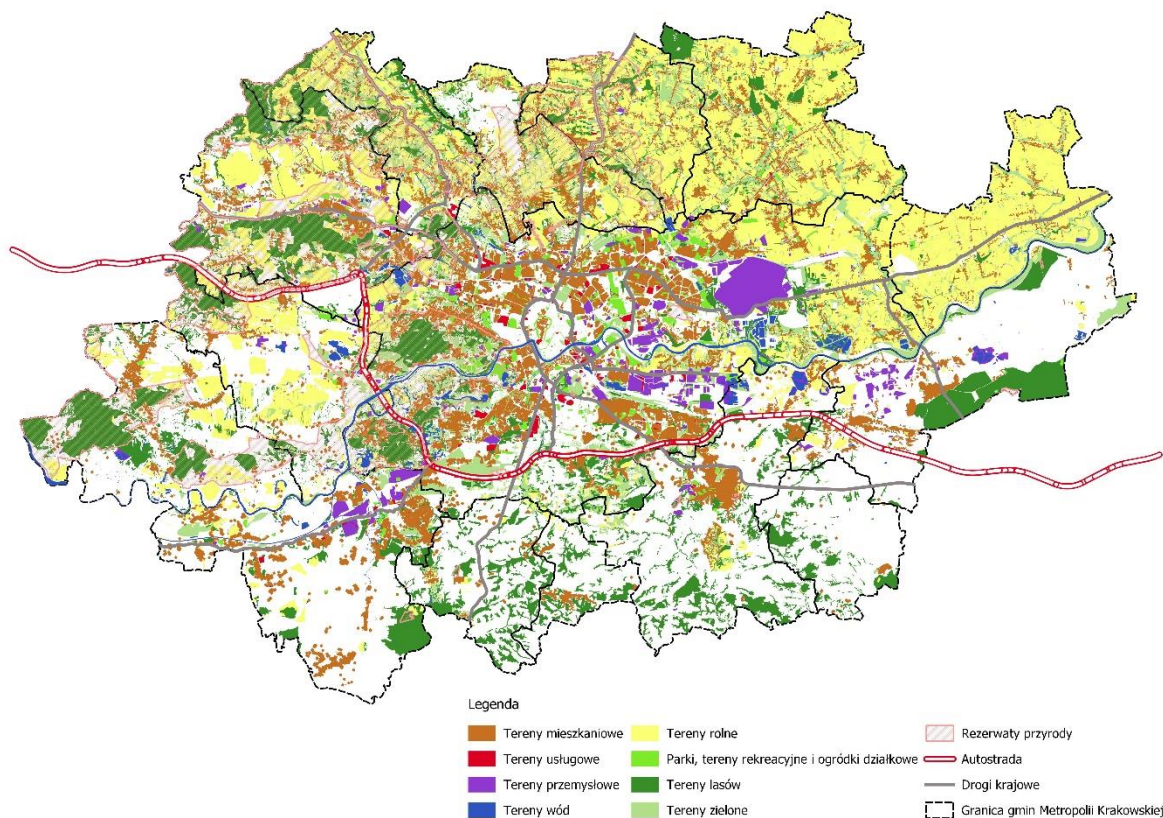 Legenda
Tereny mieszkaniowe
Tereny usługowe
Tereny przemysłowe
Tereny wód
Tereny rolne
Parki, tereny rekreacyjne i ogródki działkowe
Tereny lasów
Tereny zielone
Rezerwaty przyrody
Autostrada
Drogi krajowe
Granica gmin Metropolii Krakowskiej